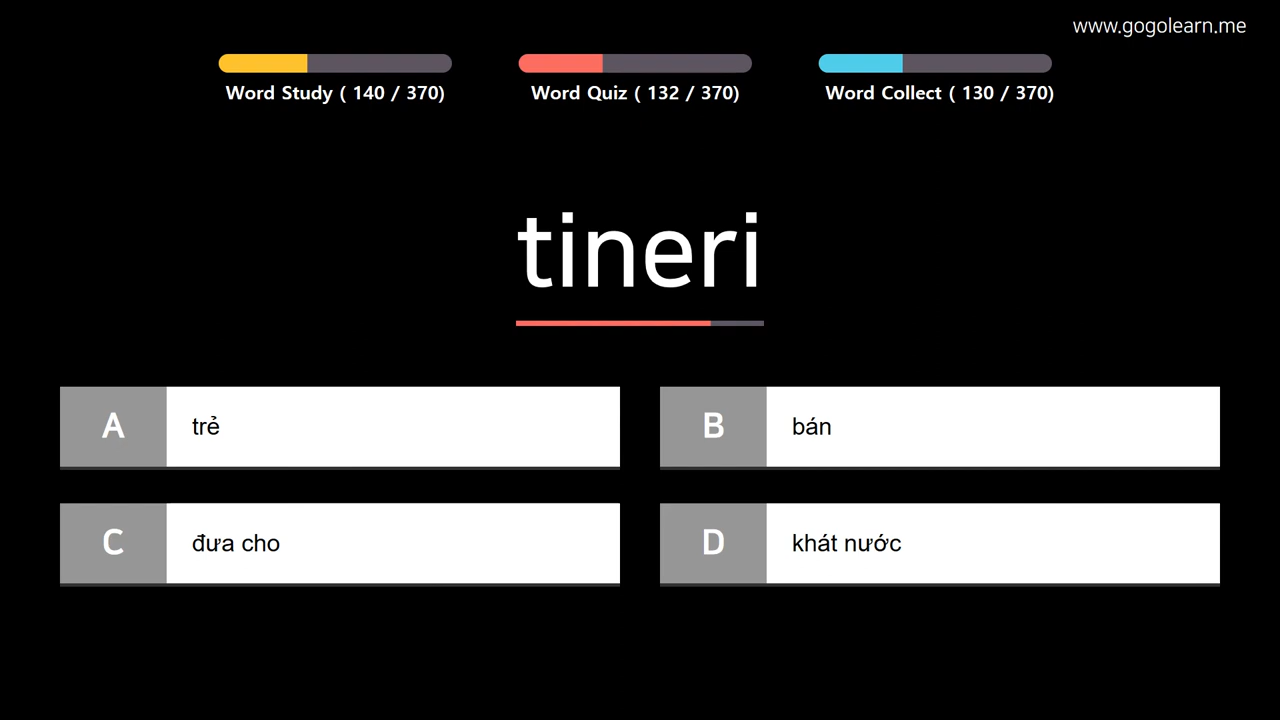 www.gogolearn.me
Word Study ( 140 / 370)
Word Quiz ( 132 / 370)
Word Collect ( 130 / 370)
tineri
A
trẻ
B
bán
C
đưa cho
D
khát nước